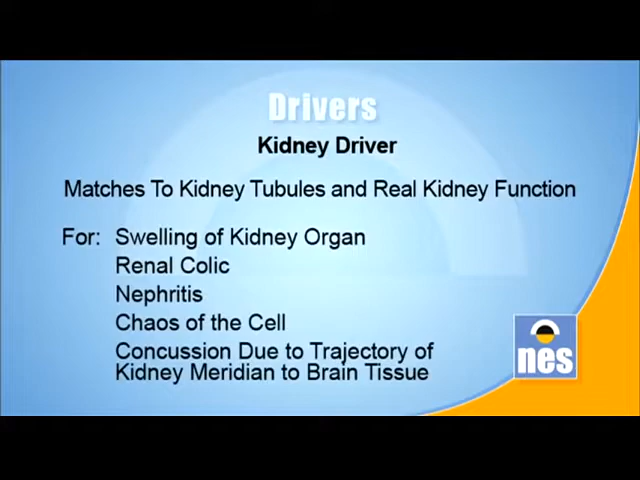 Drivers
Kidney Driver
Matches To Kidney Tubules and Real Kidney Function
For: Swelling of Kidney Organ
Renal Colic
Nephritis
Chaos of the Cell
Concussion Due to Trajectory of
Kidney Meridian to Brain Tissue
nes